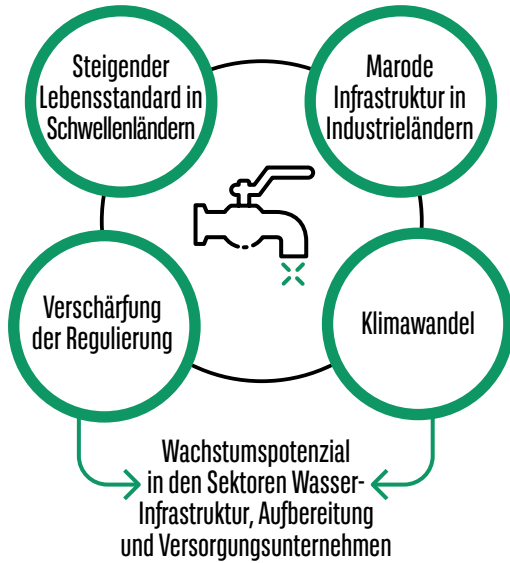 Steigender
Lebensstandard in
Schwellenländern
Marode
Infrastruktur in
Industrieländern
Verschärfung
der Regulierung
Klimawandel
Wachstumspotenzial
in den Sektoren Wasser-
Infrastruktur, Aufbereitung
und Versorgungsunternehmen